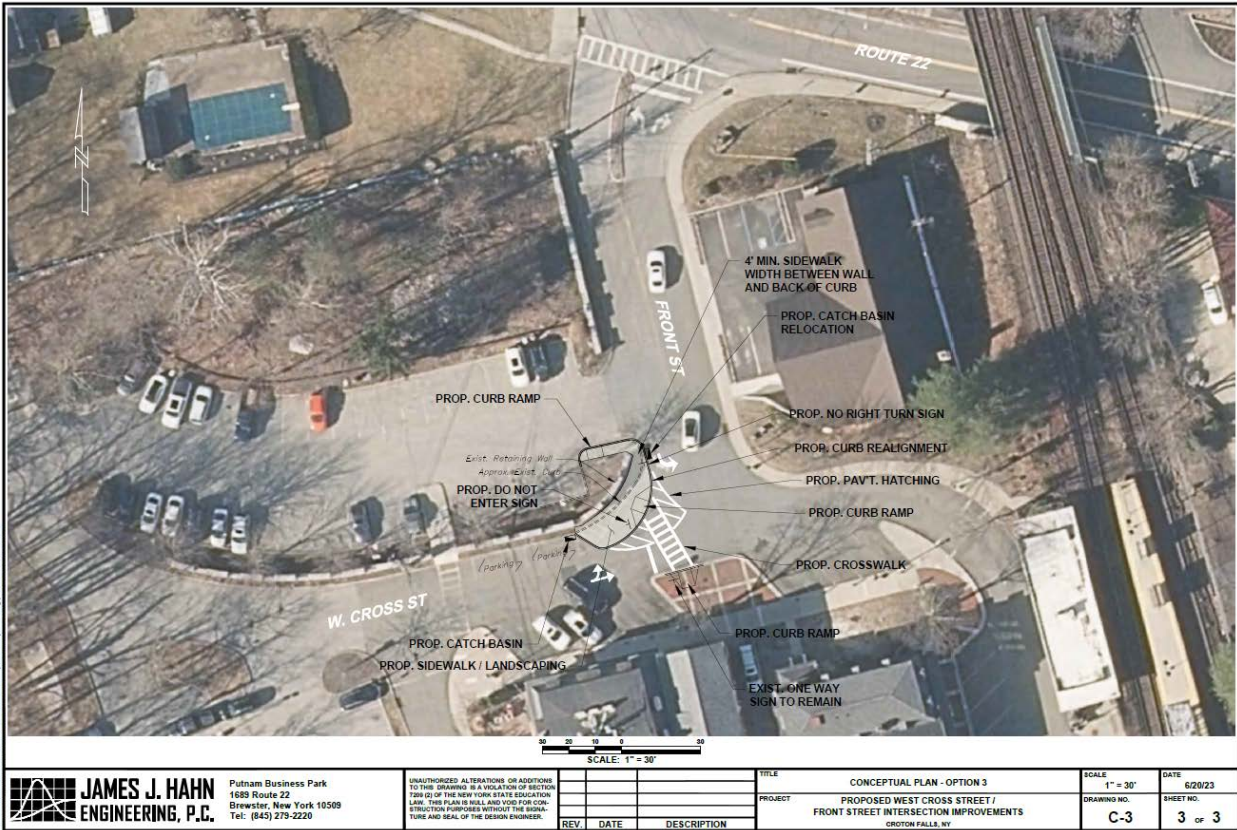 ROUTE 22
N
4' MIN. SIDEWALK
WIDTH BETWEEN WALL
AND BACK OF CURB
FRONT ST
PROP. CATCH BASIN
RELOCATION
PROP. CURB RAMP
PROP. NO RIGHT TURN SIGN
PROP. CURB REALIGNMENT
Exist. Retaining Wall
Approx. Exist. Curb
PROP. DO NOT
ENTER SIGN
PROP. PAV'T. HATCHING
PROP. CURB RAMP
(Parking?)
(Parking?)
PROP. CROSSWALK
W. CROSS ST
PROP. CATCH BASIN
PROP. SIDEWALK / LANDSCAPING
PROP. CURB RAMP
EXIST. ONE WAY
SIGN TO REMAIN
30 20 10 0 30
SCALE: 1" = 30'
JAMES J. HAHN
ENGINEERING, P.C.
Putnam Business Park
1689 Route 22
Brewster, New York 10509
Tel: (845) 279-2220
UNAUTHORIZED ALTERATIONS OR ADDITIONS
TO THIS DRAWING IS A VIOLATION OF SECTION
7209 (2) OF THE NEW YORK STATE EDUCATION
LAW. THIS PLAN IS NULL AND VOID FOR CON-
STRUCTION PURPOSES WITHOUT THE SIGNA-
TURE AND SEAL OF THE DESIGN ENGINEER.
REV. DATE DESCRIPTION
TITLE
CONCEPTUAL PLAN - OPTION 3
PROJECT
PROPOSED WEST CROSS STREET /
FRONT STREET INTERSECTION IMPROVEMENTS
CROTON FALLS, NY
SCALE
1" = 30'
DATE
6/20/23
DRAWING NO.
C-3
SHEET NO.
3 OF 3